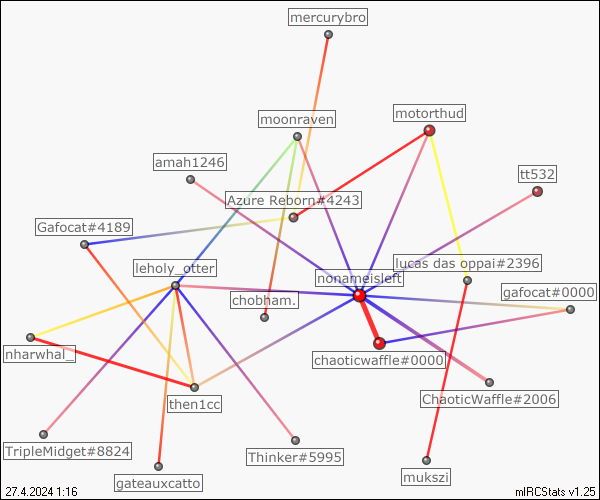 mercurybro
moonraven
motorthud
amah1246
tt532
Azure Reborn#4243
Gafocat#4189
leholy_otter
lucas das oppai#2396
nonameisleft
gafocat#0000
chobham.
nharwhal_
chaoticwaffle#0000
then1cc
ChaoticWaffle#2006
TripleMidget#8824
Thinker#5995
gateauxcatto
mukszi
27.4.2024 1:16
mIRCStats v1.25